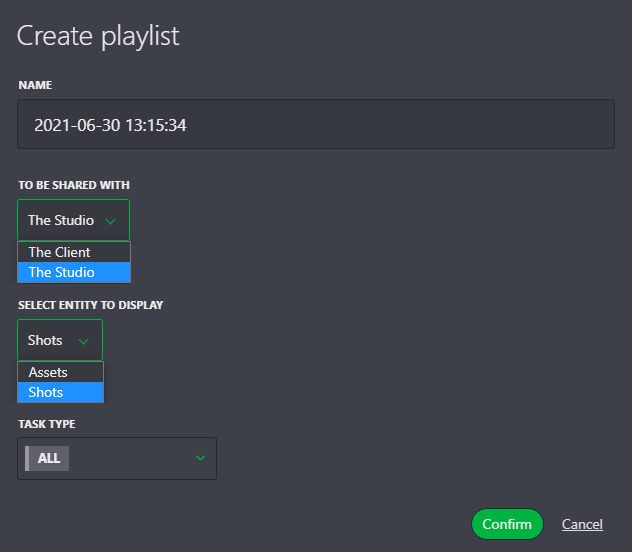 Create playlist
NAME
2021-06-30 13:15:34
TO BE SHARED WITH
The Studio
The Client
The Studio
SELECT ENTITY TO DISPLAY
Shots
Assets
Shots
TASK TYPE
ALL
Confirm Cancel